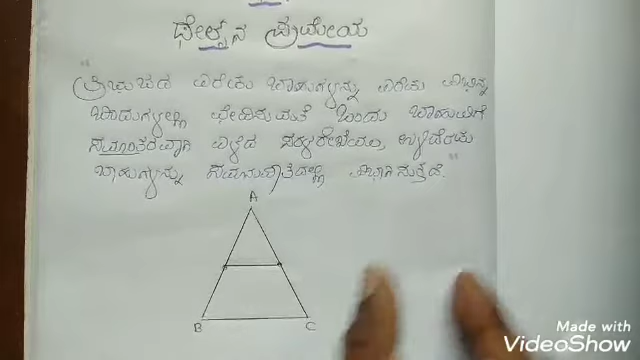 ಥೇಲ್ಸ್‌ನ ಪ್ರಮೇಯ
"ತ್ರಿಭುಜದ ಎರಡು ಬಾಹುಗಳನ್ನು ಎರಡು ವಿಭಿನ್ನ
ಬಿಂದುಗಳಲ್ಲಿ ಛೇದಿಸುವಂತೆ ಒಂದು ಬಾಹುವಿಗೆ
ಸಮಾಂತರವಾಗಿ ಎಳೆದ ಸರಳರೇಖೆಯು, ಉಳಿದೆರಡು
ಬಾಹುಗಳನ್ನು ಸಮಾನುಪಾತದಲ್ಲಿ ವಿಭಾಗಿಸುತ್ತದೆ."
A
B C
Made with
VideoShow